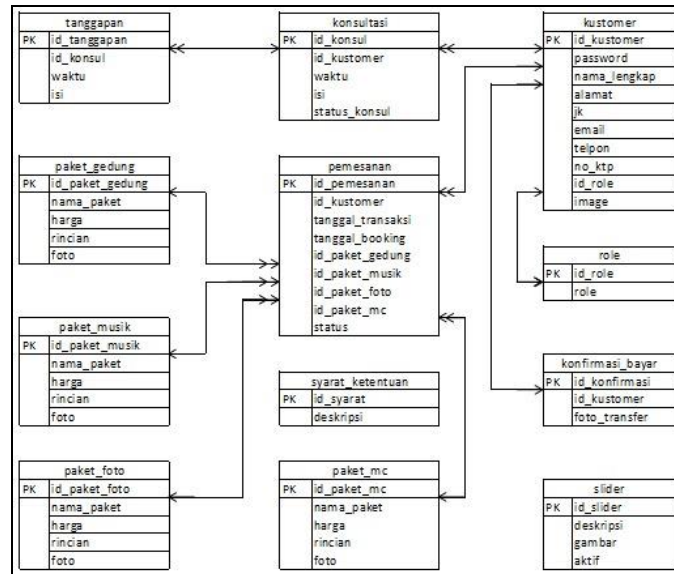 tanggapan
PK id_tanggapan
id_konsul
waktu
isi
konsultasi
PK id_konsul
id_kustomer
waktu
isi
status_konsul
kustomer
PK id_kustomer
password
nama_lengkap
alamat
jk
email
telpon
no_ktp
id_role
image
paket_gedung
PK id_paket_gedung
nama_paket
harga
rincian
foto
pemesanan
PK id_pemesanan
id_kustomer
tanggal_transaksi
tanggal_booking
id_paket_gedung
id_paket_musik
id_paket_foto
id_paket_mc
status
role
PK id_role
role
paket_musik
PK id_paket_musik
nama_paket
harga
rincian
foto
syarat_ketentuan
PK id_syarat
deskripsi
konfirmasi_bayar
PK id_konfirmasi
id_kustomer
foto_transfer
paket_foto
PK id_paket_foto
nama_paket
harga
rincian
foto
paket_mc
PK id_paket_mc
nama_paket
harga
rincian
foto
slider
PK id_slider
deskripsi
gambar
aktif